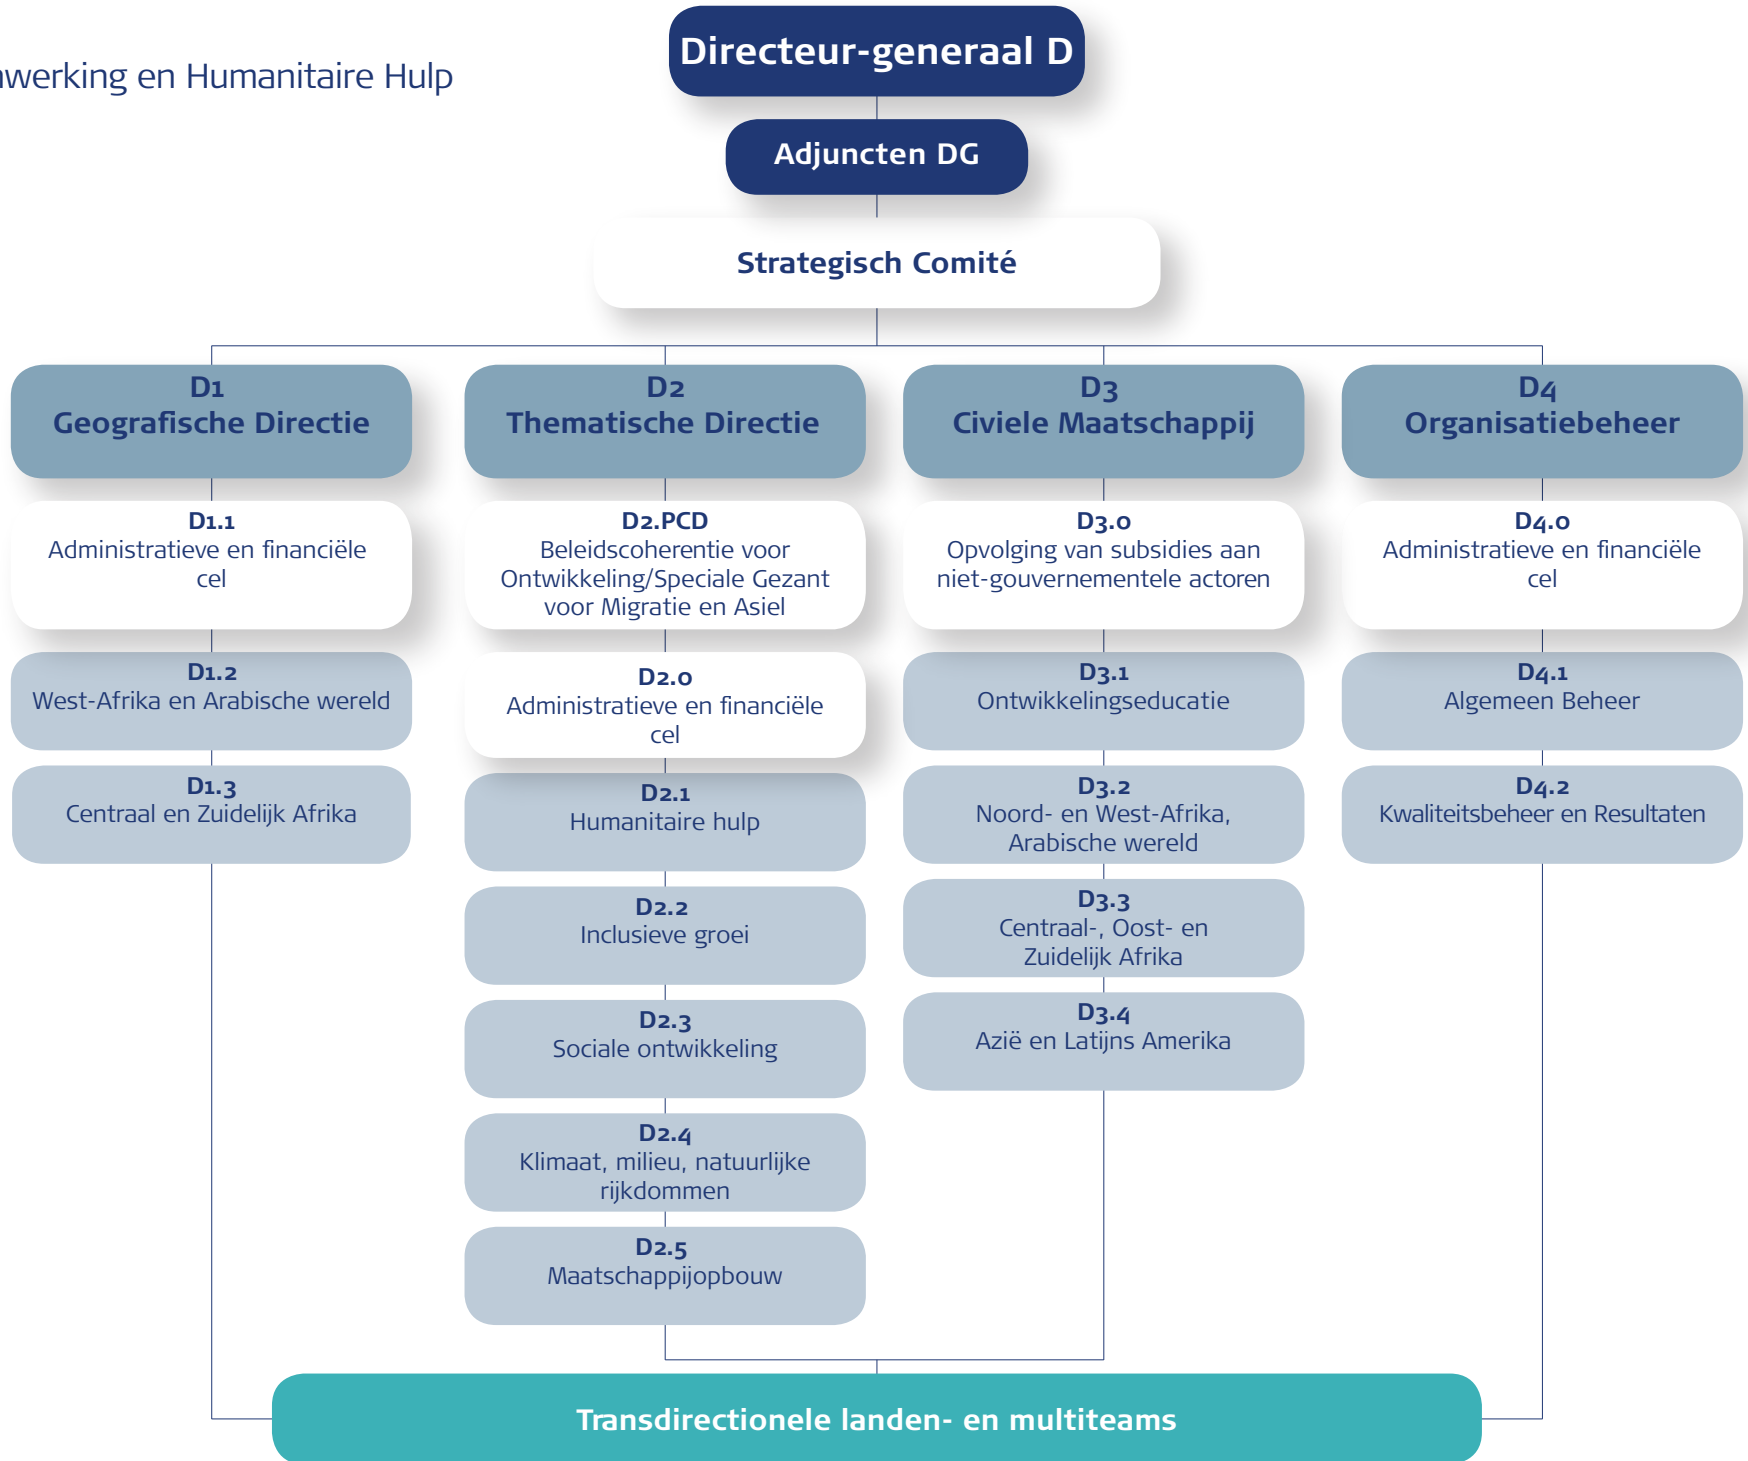 Directeur-generaal D
werking en Humanitaire Hulp
Adjuncten DG
Strategisch Comité
D1
Geografische Directie
D1.1
Administratieve en financiële
cel
D1.2
West-Afrika en Arabische wereld
D1.3
Centraal en Zuidelijk Afrika
D2
Thematische Directie
D2.PCD
Beleidscoherentie voor
Ontwikkeling/Speciale Gezant
voor Migratie en Asiel
D2.0
Administratieve en financiële
cel
D2.1
Humanitaire hulp
D2.2
Inclusieve groei
D2.3
Sociale ontwikkeling
D2.4
Klimaat, milieu, natuurlijke
rijkdommen
D2.5
Maatschappijopbouw
D3
Civiele Maatschappij
D3.0
Opvolging van subsidies aan
niet-gouvernementele actoren
D3.1
Ontwikkelingseducatie
D3.2
Noord- en West-Afrika,
Arabische wereld
D3.3
Centraal-, Oost- en
Zuidelijk Afrika
D3.4
Azië en Latijns Amerika
D4
Organisatiebeheer
D4.0
Administratieve en financiële
cel
D4.1
Algemeen Beheer
D4.2
Kwaliteitsbeheer en Resultaten
Transdirectionele landen- en multiteams